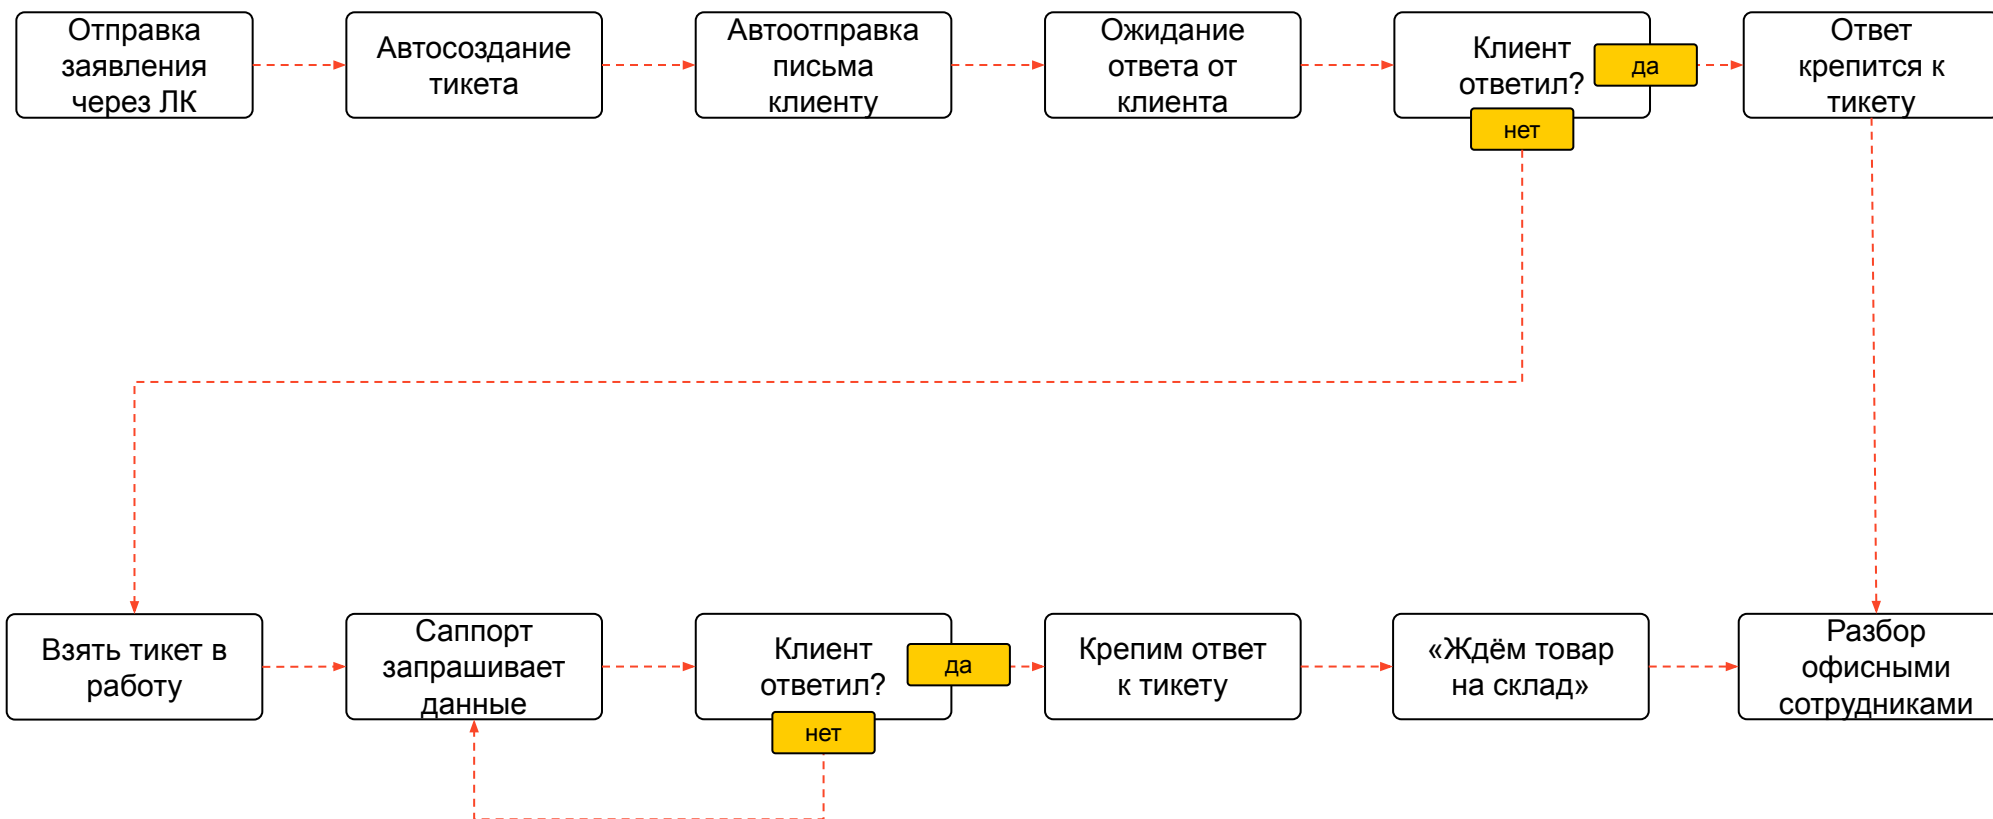 Отправка
заявления
через ЛК
Автосоздание
тикета
Автоотправка
письма
клиенту
Ожидание
ответа от
клиента
Клиент
ответил?
да
нет
Ответ
крепится к
тикету
Взять тикет в
работу
Саппорт
запрашивает
данные
Клиент
ответил?
да
нет
Крепим ответ
к тикету
«Ждём товар
на склад»
Разбор
офисными
сотрудниками